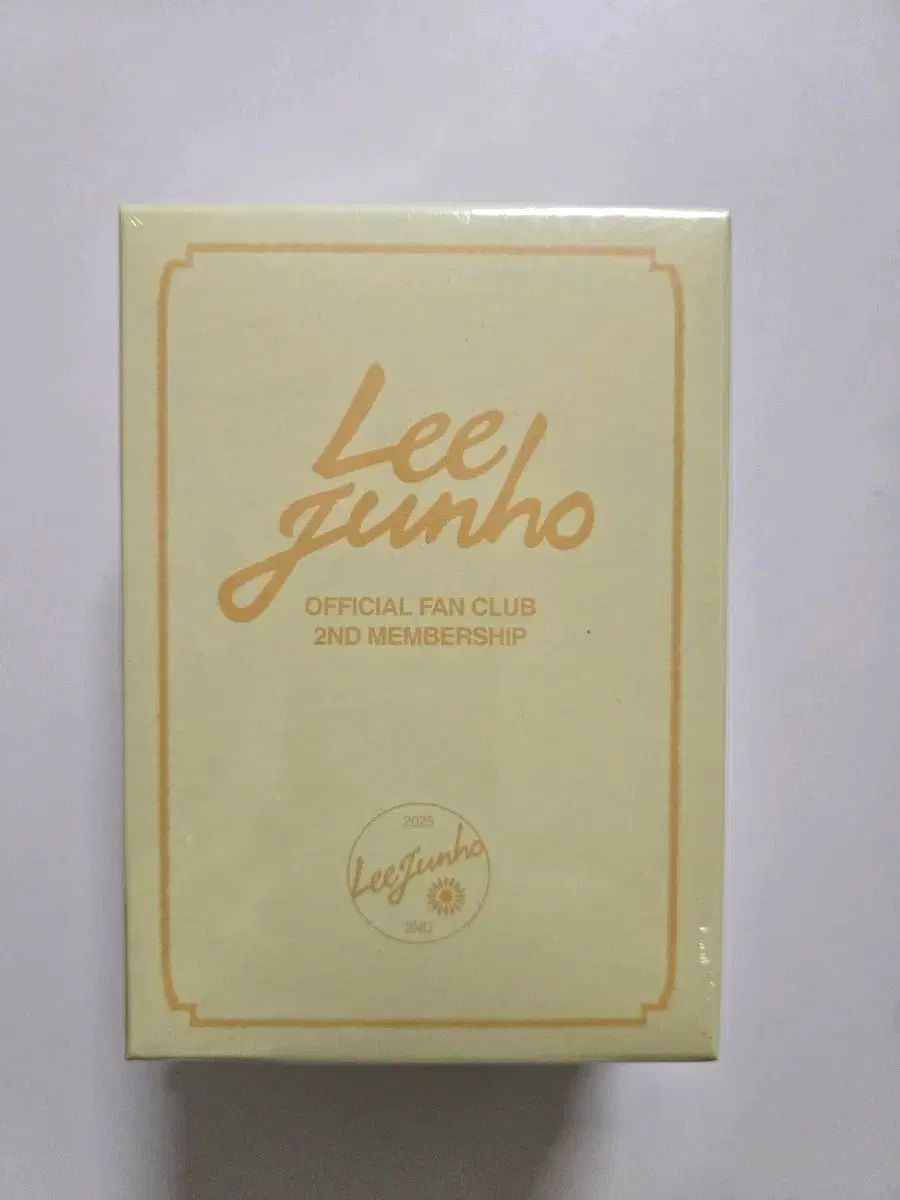 Lee
Junho
OFFICIAL FAN CLUB
2ND MEMBERSHIP
2025
Lee Junho
2ND